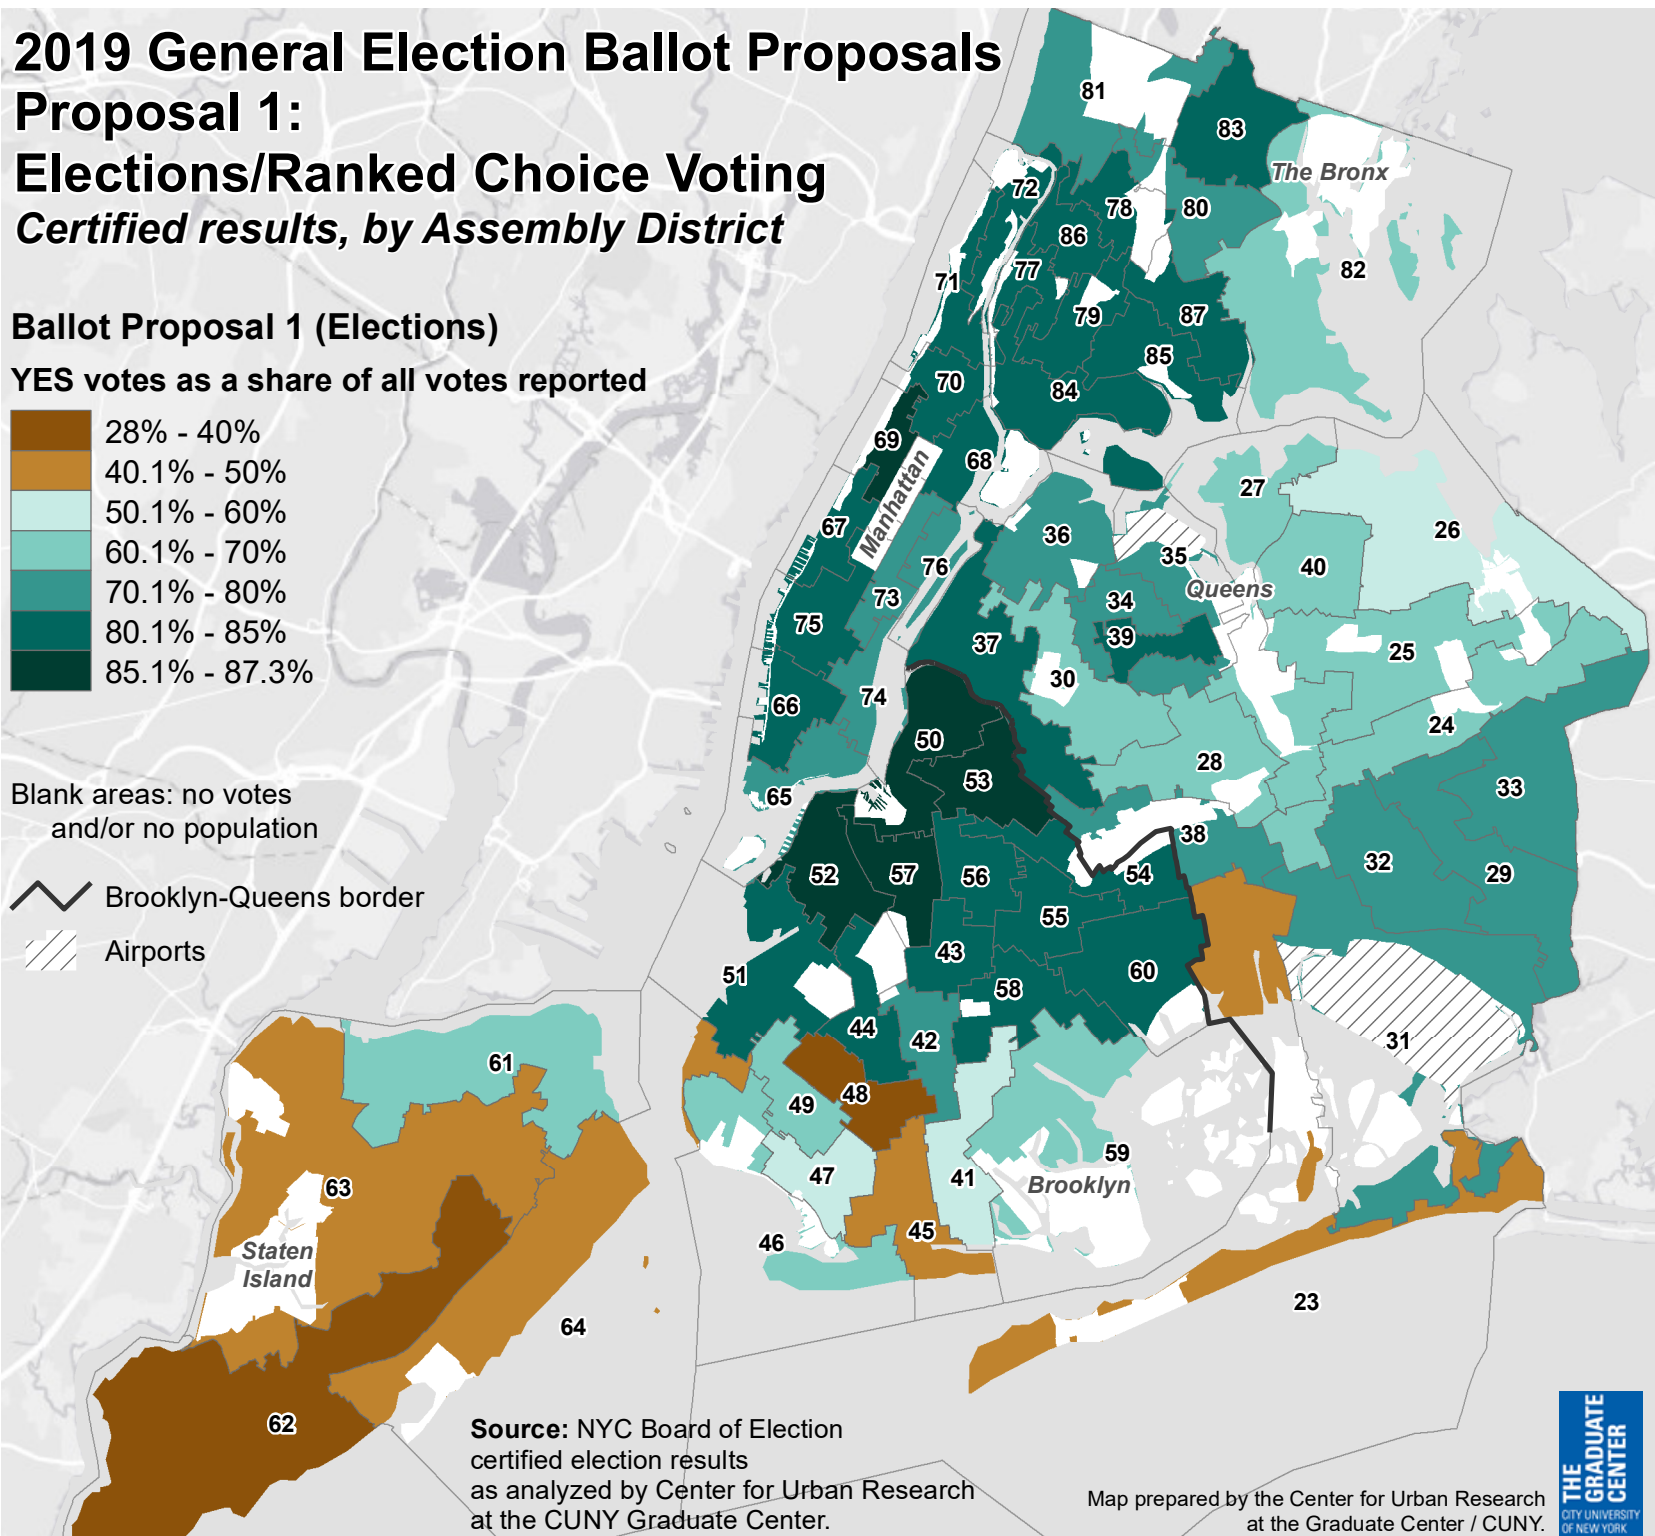 2019 General Election Ballot Proposals
Proposal 1:
Elections/Ranked Choice Voting
Certified results, by Assembly District
Ballot Proposal 1 (Elections)
YES votes as a share of all votes reported
28% - 40%
40.1% - 50%
50.1% - 60%
60.1% - 70%
70.1% - 80%
80.1% - 85%
85.1% - 87.3%
Blank areas: no votes
and/or no population
Brooklyn-Queens border
Airports
81
83
The Bronx
72
78
80
86
82
71
77
79
87
85
70
84
69
68
Manhattan
27
67
26
36
35
76
40
Queens
73
34
75
39
37
25
30
66
74
24
50
28
53
33
65
38
52
57
56
54
32
29
55
43
51
60
58
44
42
31
61
48
49
59
47
41
Brooklyn
63
45
46
Staten
Island
23
64
62
Source: NYC Board of Election
certified election results
as analyzed by Center for Urban Research
at the CUNY Graduate Center.
Map prepared by the Center for Urban Research
at the Graduate Center / CUNY.
THE
GRADUATE
CENTER
CITY UNIVERSITY
OF NEW YORK